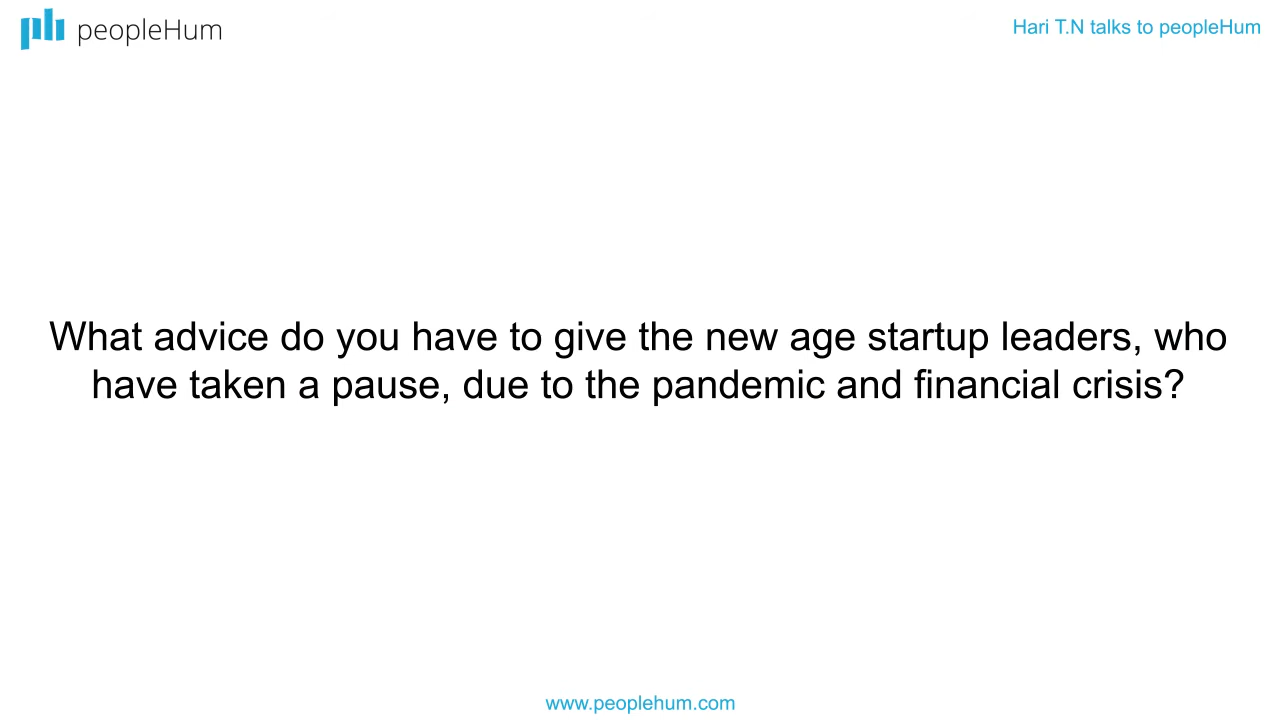 peopleHum
Hari T.N talks to peopleHum
What advice do you have to give the new age startup leaders, who
have taken a pause, due to the pandemic and financial crisis?
www.peoplehum.com